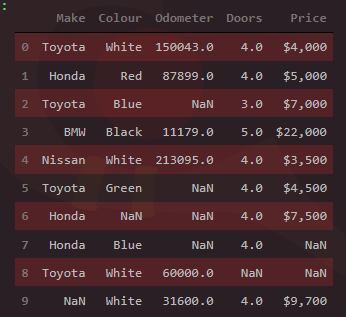 :
Make Colour Odometer Doors Price
0 Toyota White 150043.0 4.0 $4,000
1 Honda Red 87899.0 4.0 $5,000
2 Toyota Blue NaN 3.0 $7,000
3 BMW Black 11179.0 5.0 $22,000
4 Nissan White 213095.0 4.0 $3,500
5 Toyota Green NaN 4.0 $4,500
6 Honda NaN NaN 4.0 $7,500
7 Honda Blue NaN 4.0 NaN
8 Toyota White 60000.0 NaN NaN
9 NaN White 31600.0 4.0 $9,700